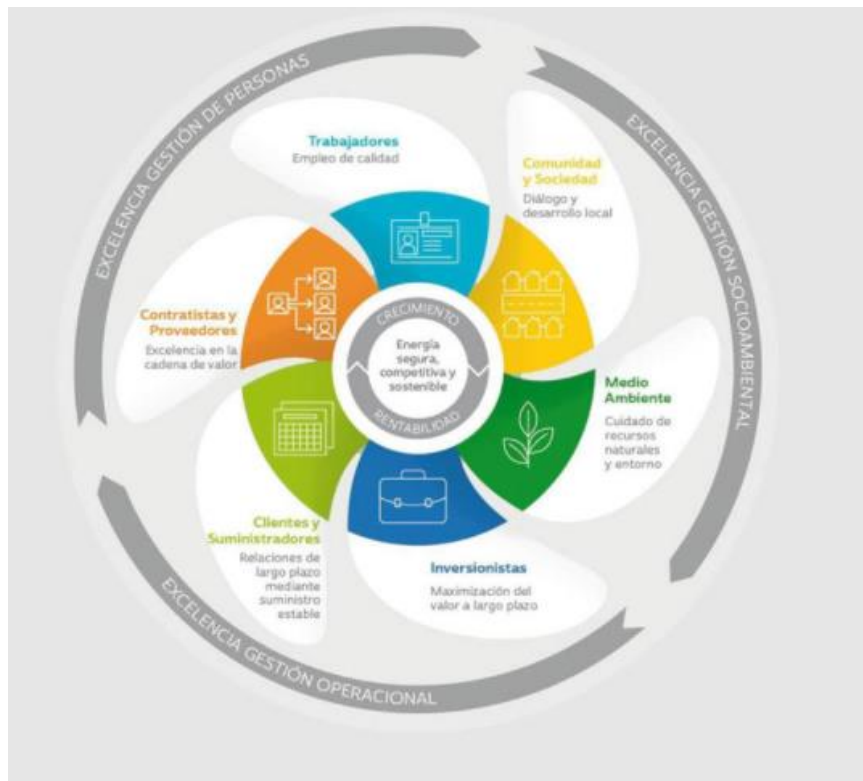 EXCELENCIA GESTIÓN DE PERSONAS
EXCELENCIA GESTIÓN SOCIOAMBIENTAL
Trabajadores
Empleo de calidad
Comunidad
y Sociedad
Diálogo y
desarrollo local
Contratistas y
Proveedores
Excelencia en la
cadena de valor
CRECIMIENTO
Energía
segura,
competitiva y
sostenible
RENTABILIDAD
Medio
Ambiente
Cuidado de
recursos
naturales
y entorno
Clientes y
Suministradores
Relaciones de
largo plazo
mediante
suministro
estable
Inversionistas
Maximización del
valor a largo plazo
EXCELENCIA GESTIÓN OPERACIONAL